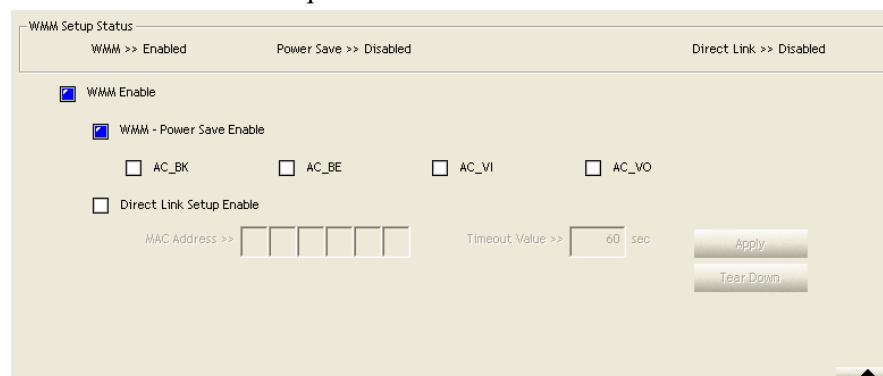 WMM Setup Status
WMM >> Enabled Power Save >> Disabled Direct Link >> Disabled
WMM Enable
WMM - Power Save Enable
AC_BK AC_BE AC_VI AC_VO
Direct Link Setup Enable
MAC Address >> Timeout Value >> 60 sec Apply
Tear Down